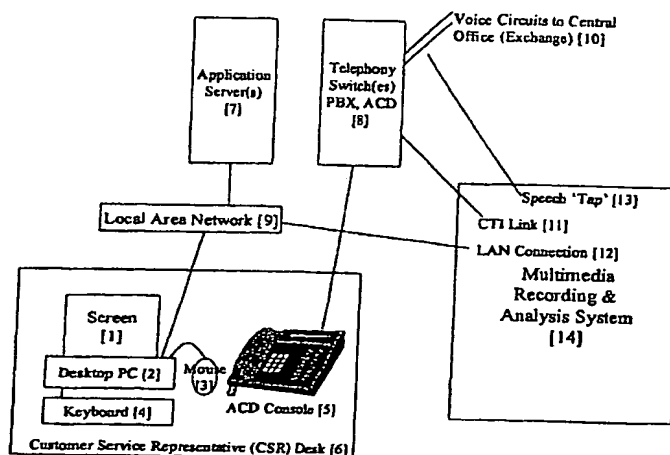 Voice Circuits to Central
Office (Exchange) [10]
Application
Server(s)
[7]
Telephony
Switch(es)
PBX, ACD
[8]
Speech 'Tap' [13]
CTI Link [11]
LAN Connection [12]
Multimedia
Recording &
Analysis System
[14]
Local Area Network [9]
Screen
[1]
Desktop PC [2]
Mouse
[3]
Keyboard [4]
ACD Console [5]
Customer Service Representative (CSR) Desk [6]